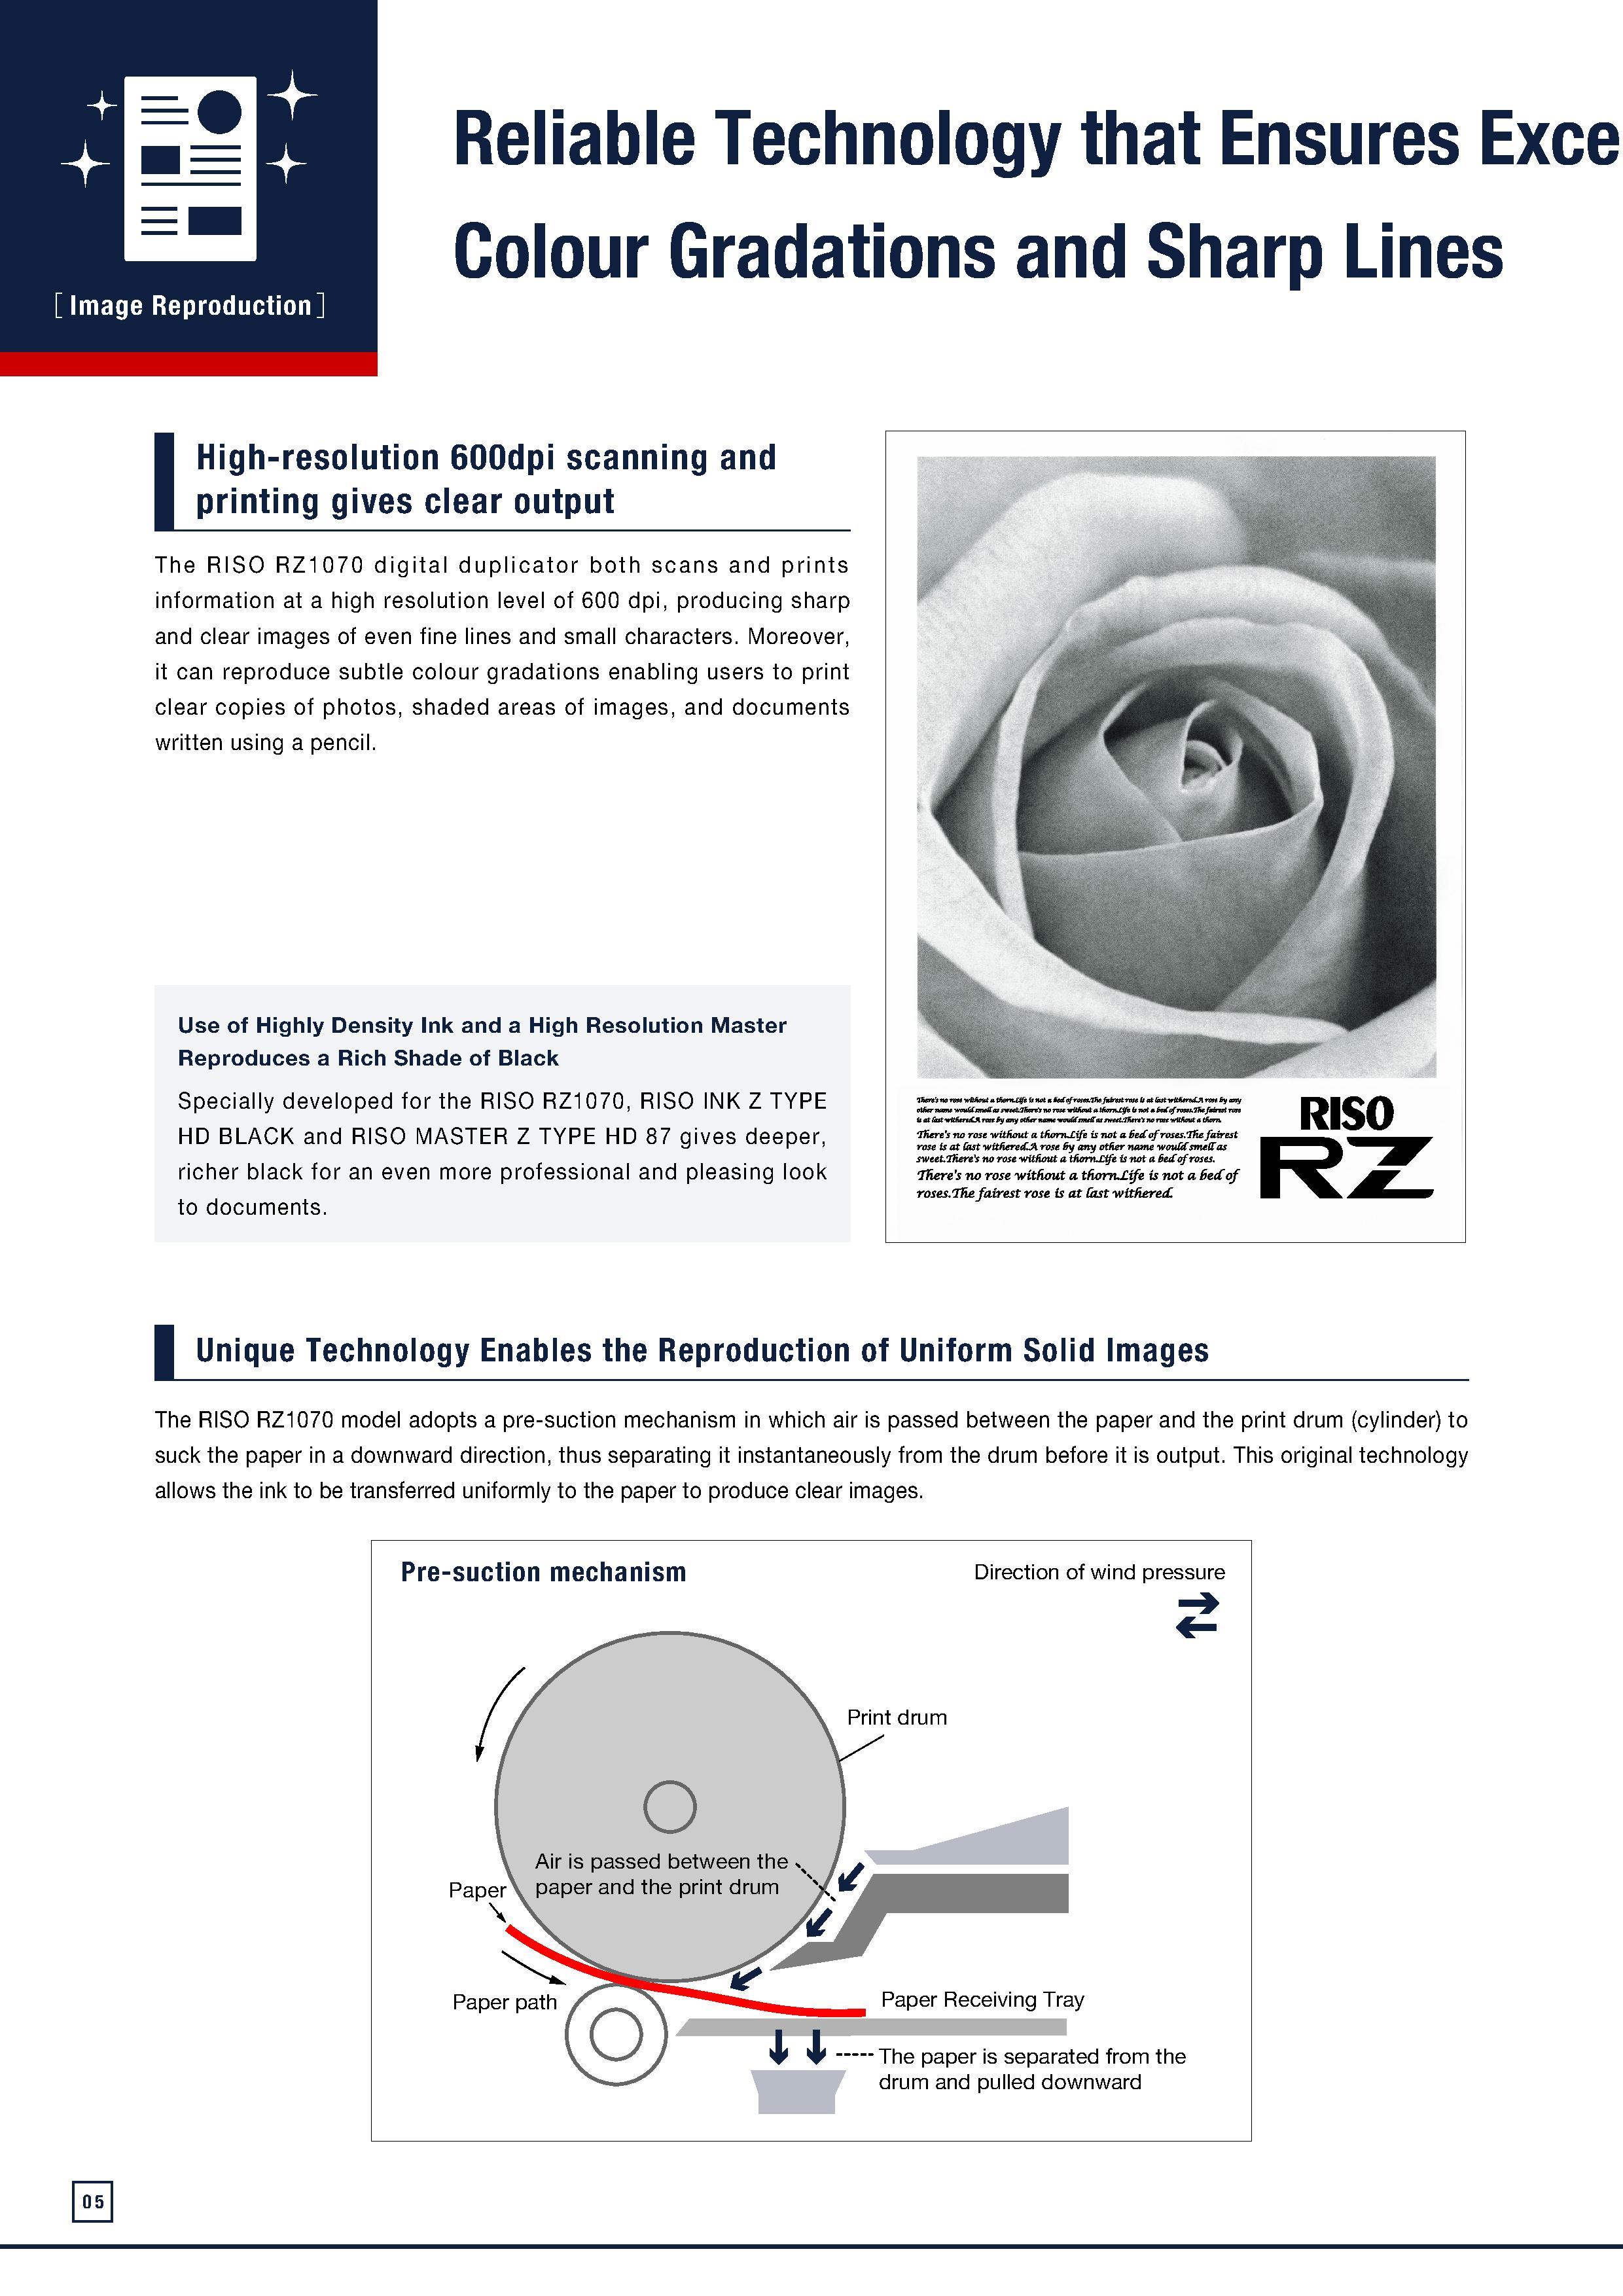 [ Image Reproduction ]
Reliable Technology that Ensures Exce
Colour Gradations and Sharp Lines
High-resolution 600dpi scanning and
printing gives clear output
The RISO RZ1070 digital duplicator both scans and prints
information at a high resolution level of 600 dpi, producing sharp
and clear images of even fine lines and small characters. Moreover,
it can reproduce subtle colour gradations enabling users to print
clear copies of photos, shaded areas of images, and documents
written using a pencil.
Use of Highly Density Ink and a High Resolution Master
Reproduces a Rich Shade of Black
Specially developed for the RISO RZ1070, RISO INK Z TYPE
HD BLACK and RISO MASTER Z TYPE HD 87 gives deeper,
richer black for an even more professional and pleasing look
to documents.
There's no rose without a thorn.Life is not a bed of roses.The fairest rose is at last withered.A rose by any
other name would smell as sweet.There's no rose without a thorn.Life is not a bed of roses.The fairest rose
is at last withered.A rose by any other name would smell as sweet.There's no rose without a thorn.
There's no rose without a thorn.Life is not a bed of roses.The fairest
rose is at last withered.A rose by any other name would smell as
sweet.There's no rose without a thorn.Life is not a bed of roses.
There's no rose without a thorn.Life is not a bed of
roses.The fairest rose is at last withered.
RISO
RZ
Unique Technology Enables the Reproduction of Uniform Solid Images
The RISO RZ1070 model adopts a pre-suction mechanism in which air is passed between the paper and the print drum (cylinder) to
suck the paper in a downward direction, thus separating it instantaneously from the drum before it is output. This original technology
allows the ink to be transferred uniformly to the paper to produce clear images.
Pre-suction mechanism
Direction of wind pressure
Print drum
Air is passed between the
paper and the print drum
Paper
Paper path
Paper Receiving Tray
The paper is separated from the
drum and pulled downward
05